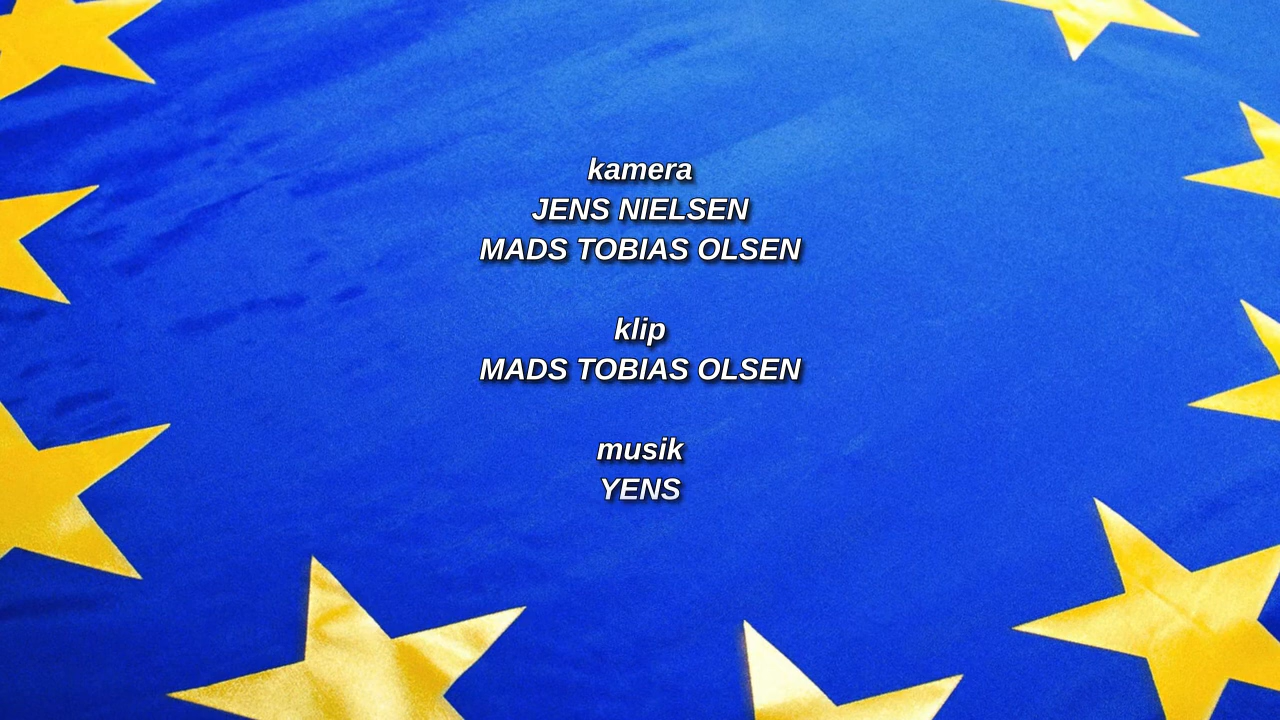 kamera
JENS NIELSEN
MADS TOBIAS OLSEN
klip
MADS TOBIAS OLSEN
musik
YENS